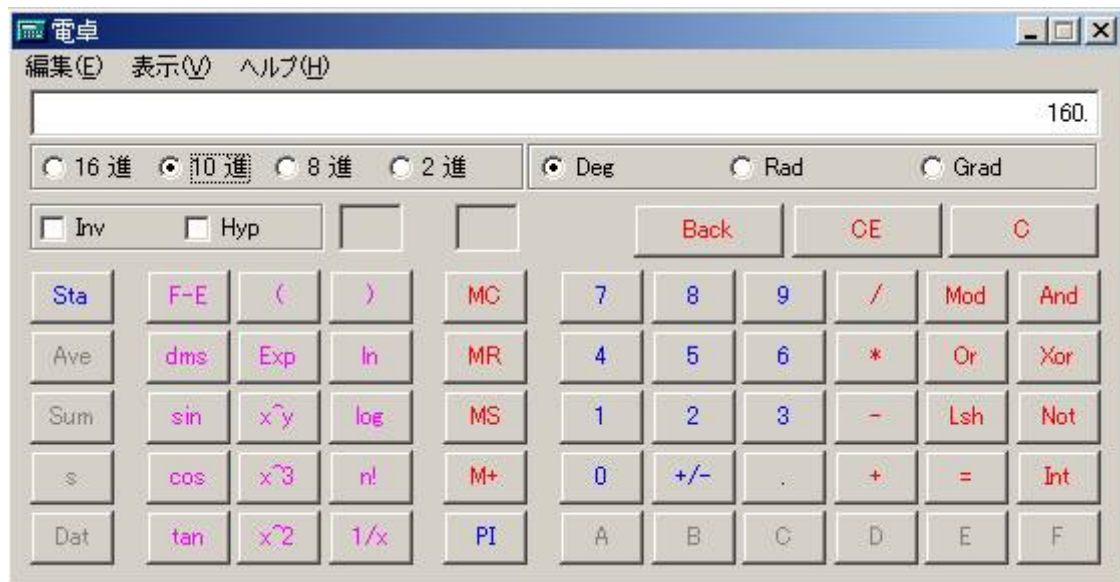 電卓
編集(E) 表示(V) ヘルプ(H)
160.
16 進 10 進 8 進 2 進 Deg Rad Grad
Inv Hyp Back CE C
Sta F-E ( ) MC 7 8 9 / Mod And
Ave dms Exp ln MR 4 5 6 * Or Xor
Sum sin x^y log MS 1 2 3 - Lsh Not
s cos x^3 n! M+ 0 +/- . + = Int
Dat tan x^2 1/x PI A B C D E F